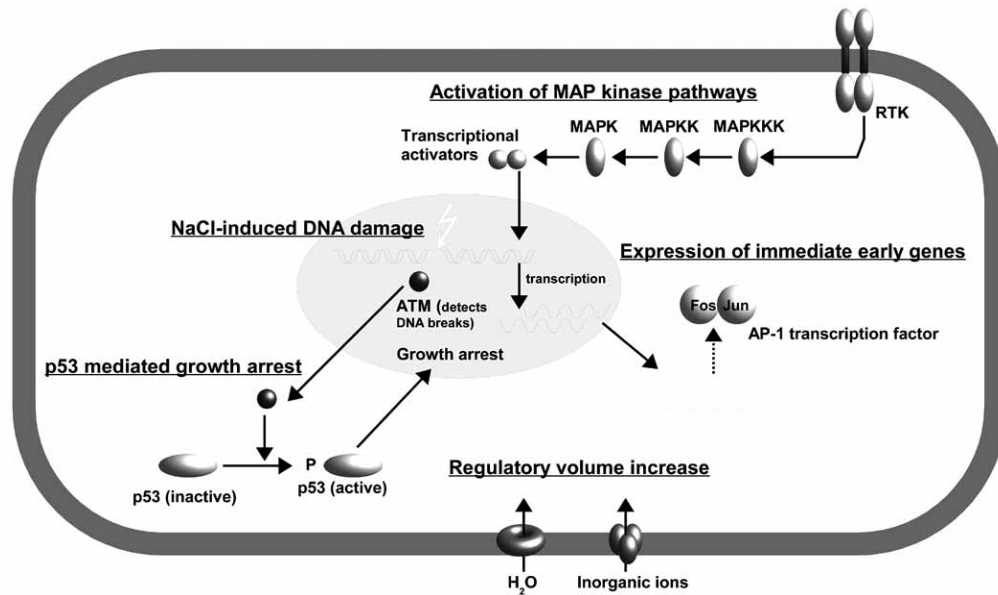 Activation of MAP kinase pathways
RTK
MAPK MAPKK MAPKKK
Transcriptional
activators
NaCl-induced DNA damage
Expression of immediate early genes
transcription
ATM (detects
DNA breaks)
Fos Jun
AP-1 transcription factor
Growth arrest
p53 mediated growth arrest
P
p53 (inactive)
p53 (active)
Regulatory volume increase
H₂O
Inorganic ions